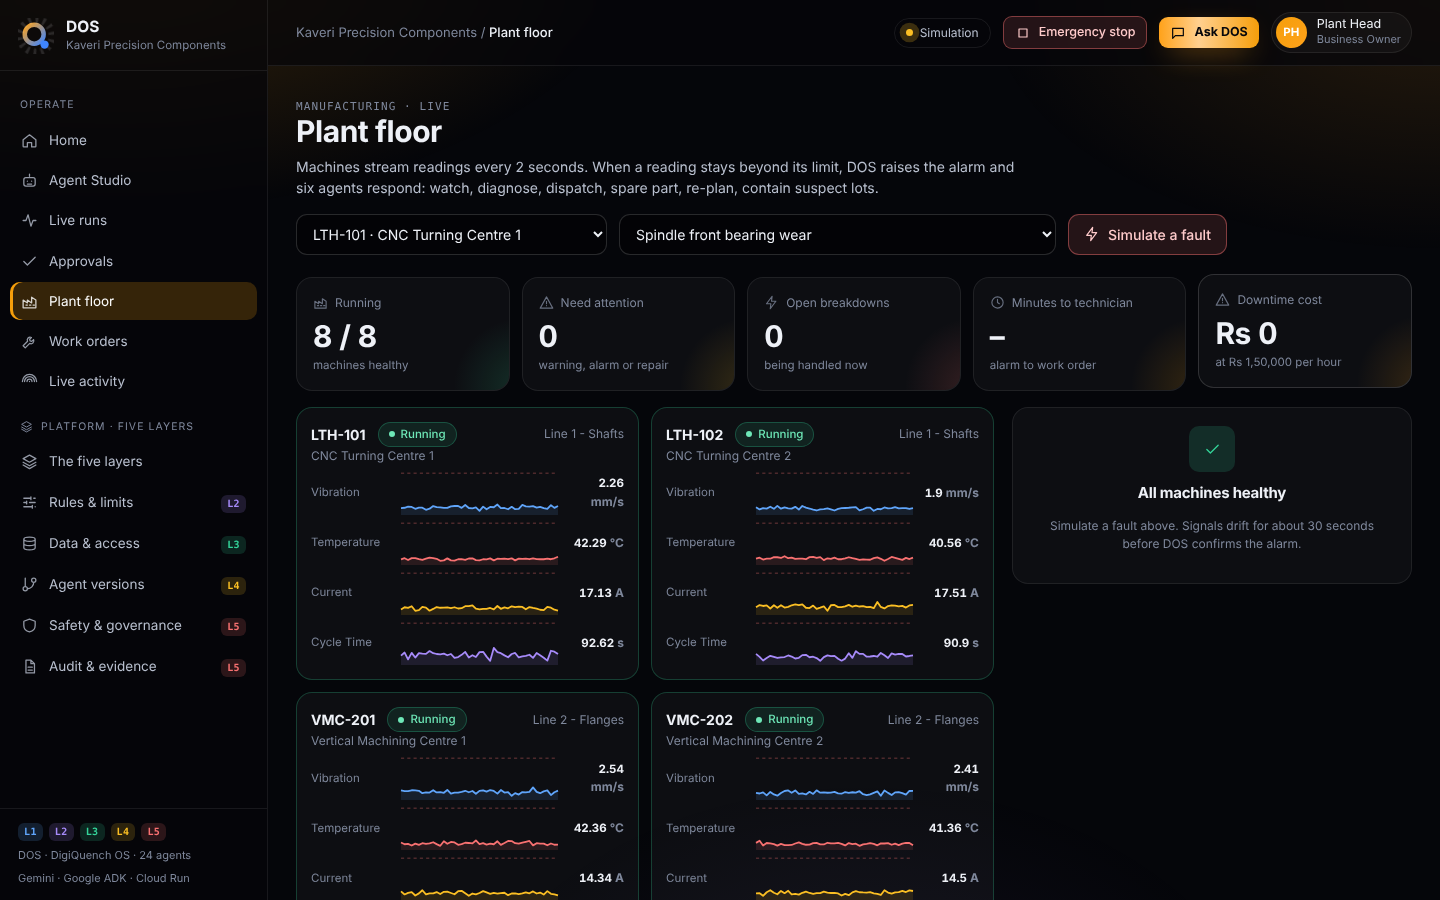 DOS
Kaveri Precision Components
OPERATE
Home
Agent Studio
Live runs
Approvals
Plant floor
Work orders
Live activity
PLATFORM · FIVE LAYERS
The five layers
Rules & limits L2
Data & access L3
Agent versions L4
Safety & governance L5
Audit & evidence L5
L1 L2 L3 L4 L5
DOS · DigiQuench OS · 24 agents
Gemini · Google ADK · Cloud Run
Kaveri Precision Components / Plant floor
Simulation
Emergency stop
Ask DOS
PH
Plant Head
Business Owner
MANUFACTURING · LIVE
Plant floor
Machines stream readings every 2 seconds. When a reading stays beyond its limit, DOS raises the alarm and
six agents respond: watch, diagnose, dispatch, spare part, re-plan, contain suspect lots.
LTH-101 · CNC Turning Centre 1
Spindle front bearing wear
Simulate a fault
Running
8 / 8
machines healthy
Need attention
0
warning, alarm or repair
Open breakdowns
0
being handled now
Minutes to technician
–
alarm to work order
Downtime cost
Rs 0
at Rs 1,50,000 per hour
LTH-101 Running Line 1 - Shafts
CNC Turning Centre 1
Vibration 2.26 mm/s
Temperature 42.29 °C
Current 17.13 A
Cycle Time 92.62 s
LTH-102 Running Line 1 - Shafts
CNC Turning Centre 2
Vibration 1.9 mm/s
Temperature 40.56 °C
Current 17.51 A
Cycle Time 90.9 s
All machines healthy
Simulate a fault above. Signals drift for about 30 seconds
before DOS confirms the alarm.
VMC-201 Running Line 2 - Flanges
Vertical Machining Centre 1
Vibration 2.54 mm/s
Temperature 42.36 °C
Current 14.34 A
VMC-202 Running Line 2 - Flanges
Vertical Machining Centre 2
Vibration 2.41 mm/s
Temperature 41.36 °C
Current 14.5 A